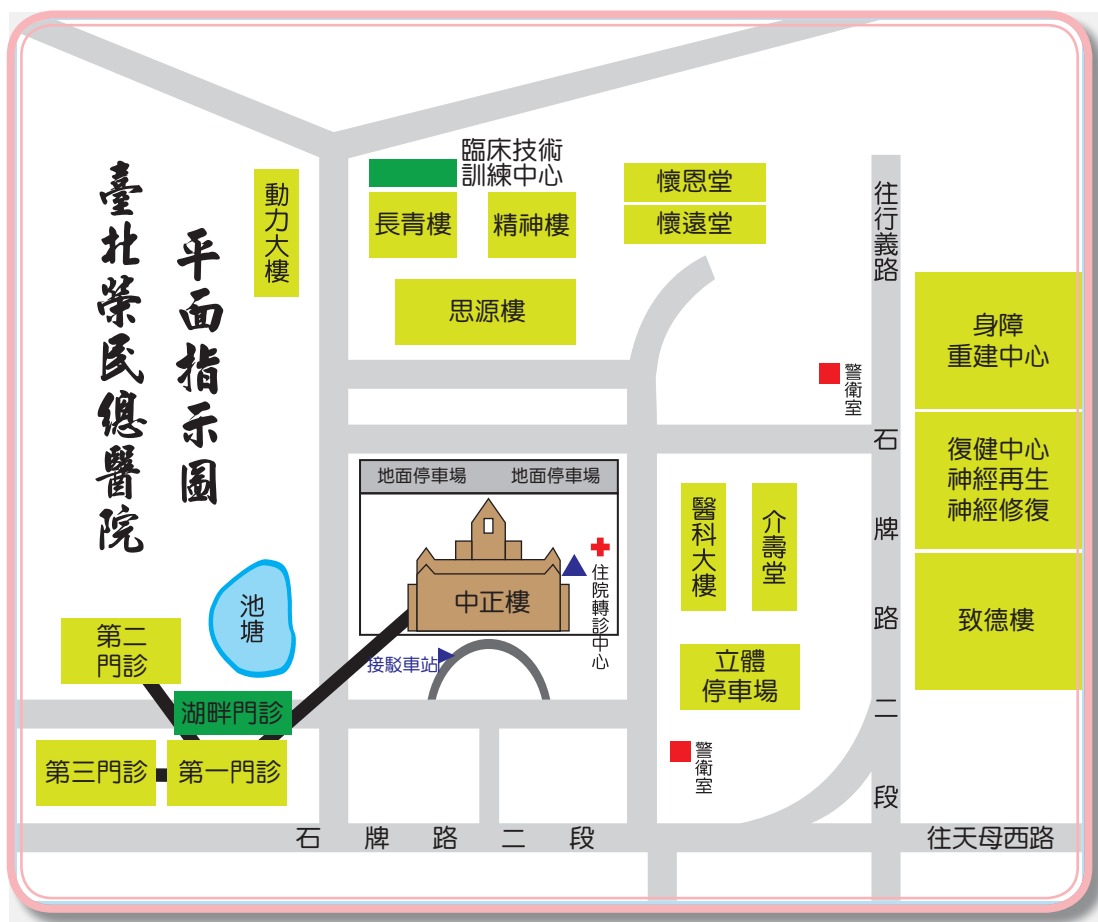 臺北榮民總醫院
平面指示圖
動力大樓
臨床技術
訓練中心
長青樓
精神樓
思源樓
懷恩堂
懷遠堂
往行義路
身障
重建中心
警衛室
復健中心
神經再生
神經修復
致德樓
地面停車場
地面停車場
中正樓
住院轉診中心
接駁車站
醫科大樓
介壽堂
立體
停車場
警衛室
池塘
第二
門診
湖畔門診
第三門診
第一門診
石牌路二段
石牌路二段
往天母西路